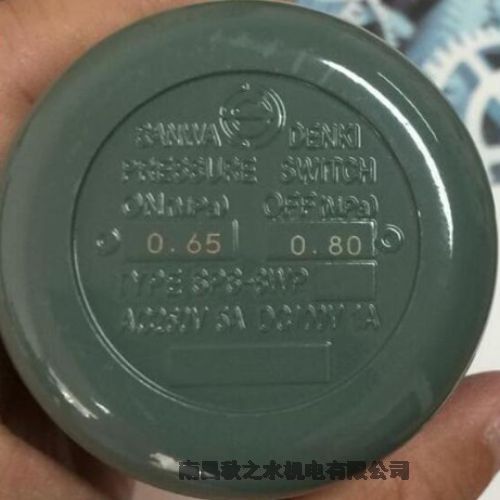 SANWA DENKI
PRESSURE SWITCH
ON(MPa) OFF(MPa)
0.65 0.80
TYPE SPS-8WP
AC250V 5A DC100V 1A
南昌秋之水机电有限公司